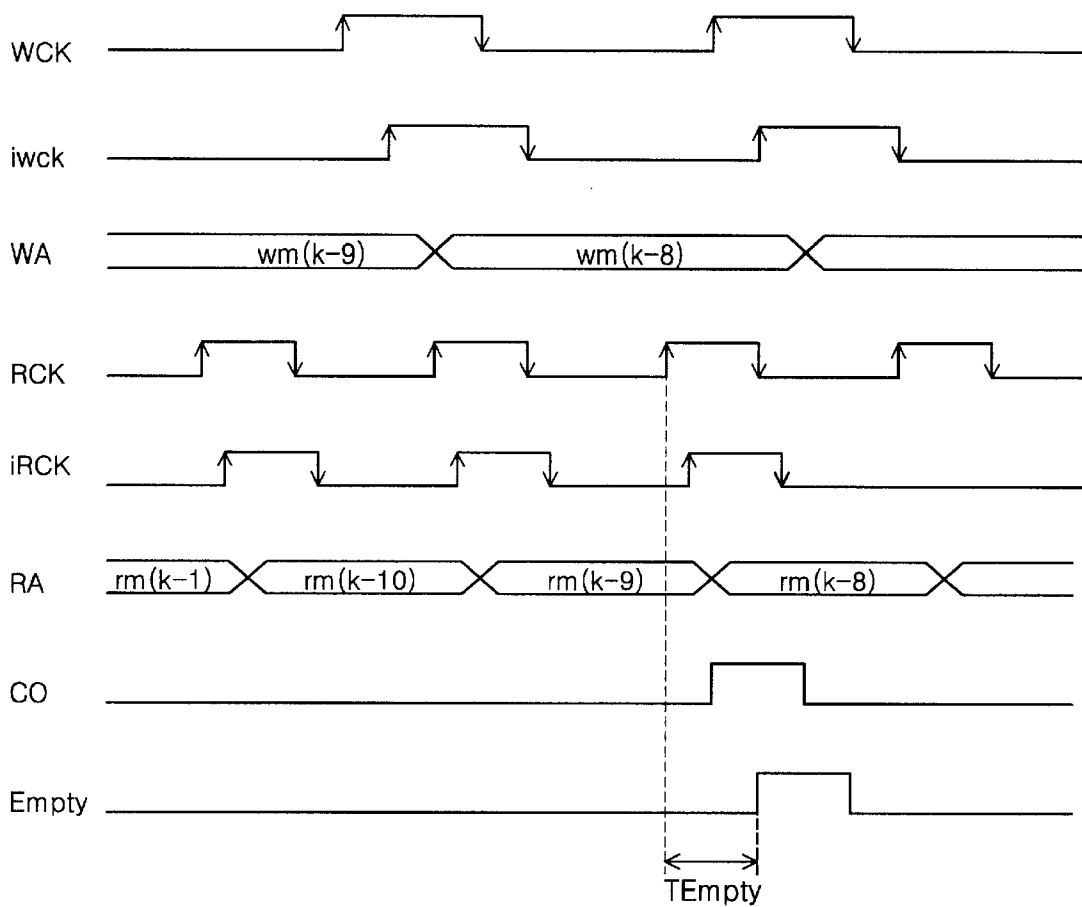 WCK
iwck
WA wm(k-9) wm(k-8)
RCK
iRCK
RA rm(k-1) rm(k-10) rm(k-9) rm(k-8)
CO
Empty
TEmpty